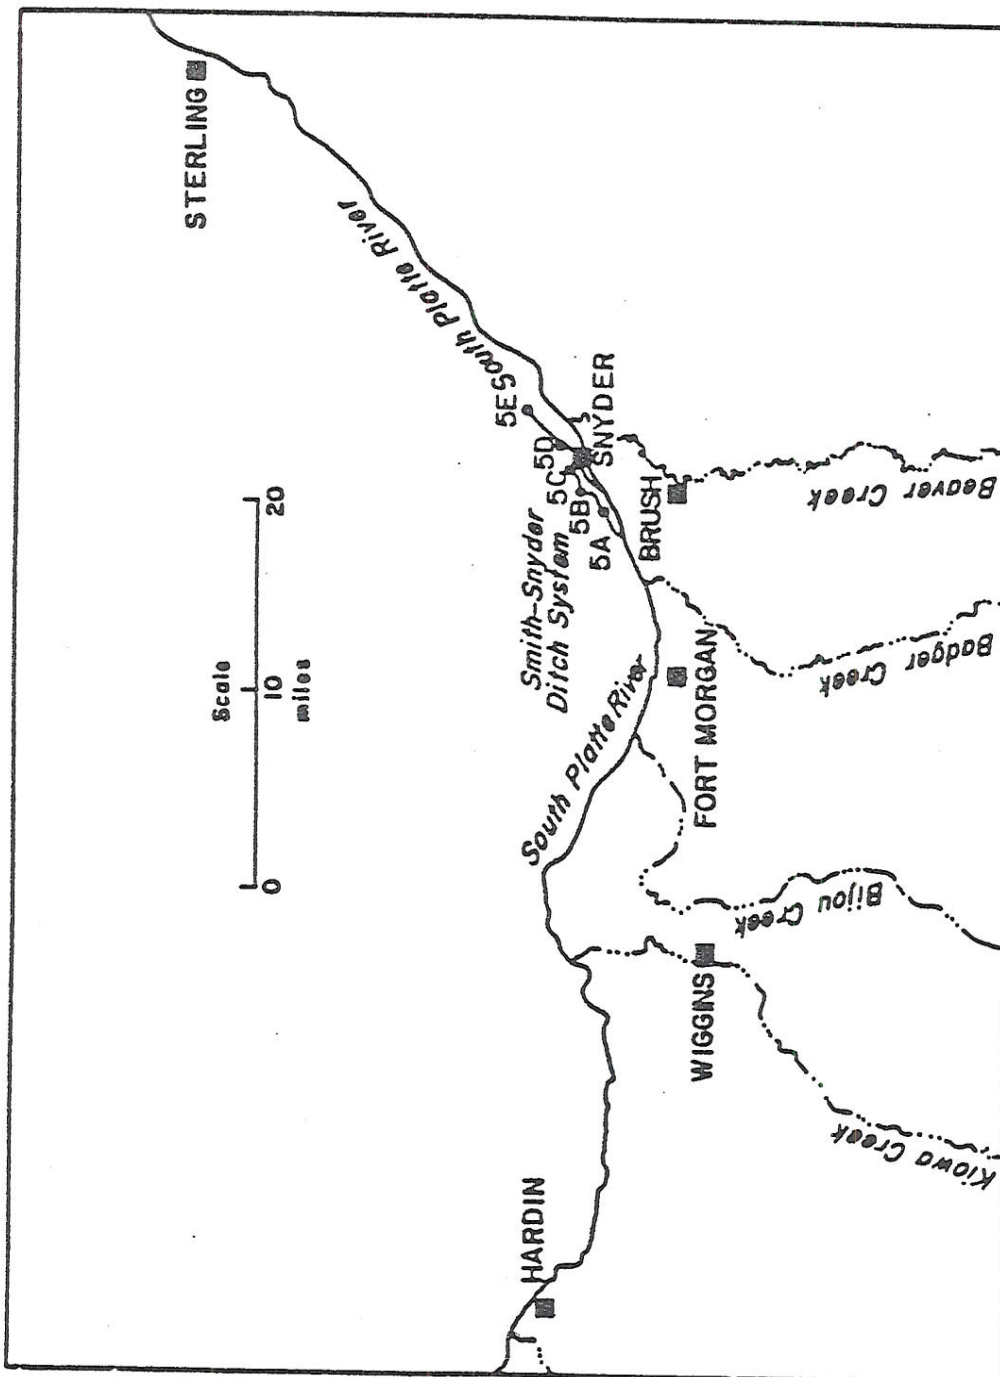 STERLING
South Platte River
Scale
0 10 20
miles
Smith-Snyder
Ditch System
5A
5B
5C
5D
5E
SNYDER
South Platte River
BRUSH
FORT MORGAN
HARDIN
WIGGINS
Beaver Creek
Badger Creek
Bijou Creek
Kiowa Creek